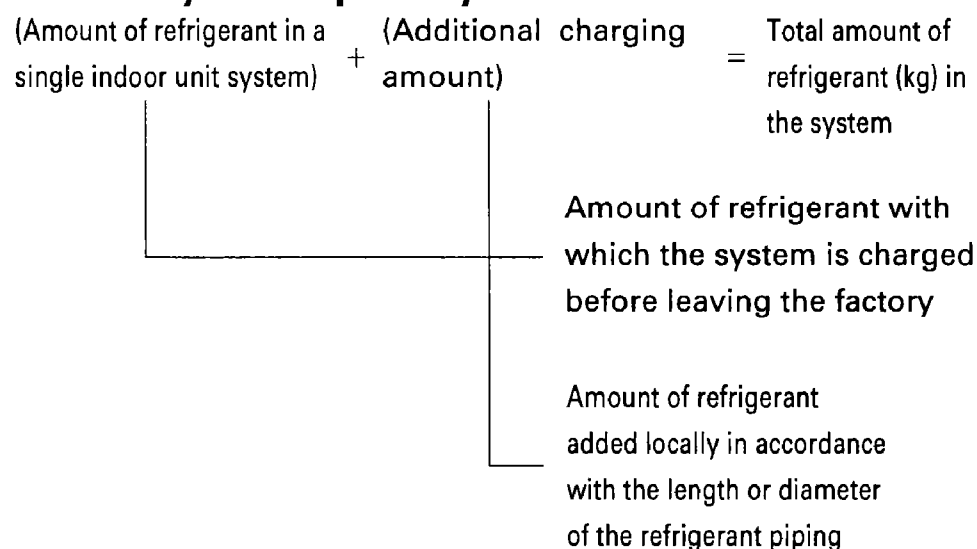 (Amount of refrigerant in a
single indoor unit system)
+
(Additional charging
amount)
=
Total amount of
refrigerant (kg) in
the system
Amount of refrigerant with
which the system is charged
before leaving the factory
Amount of refrigerant
added locally in accordance
with the length or diameter
of the refrigerant piping